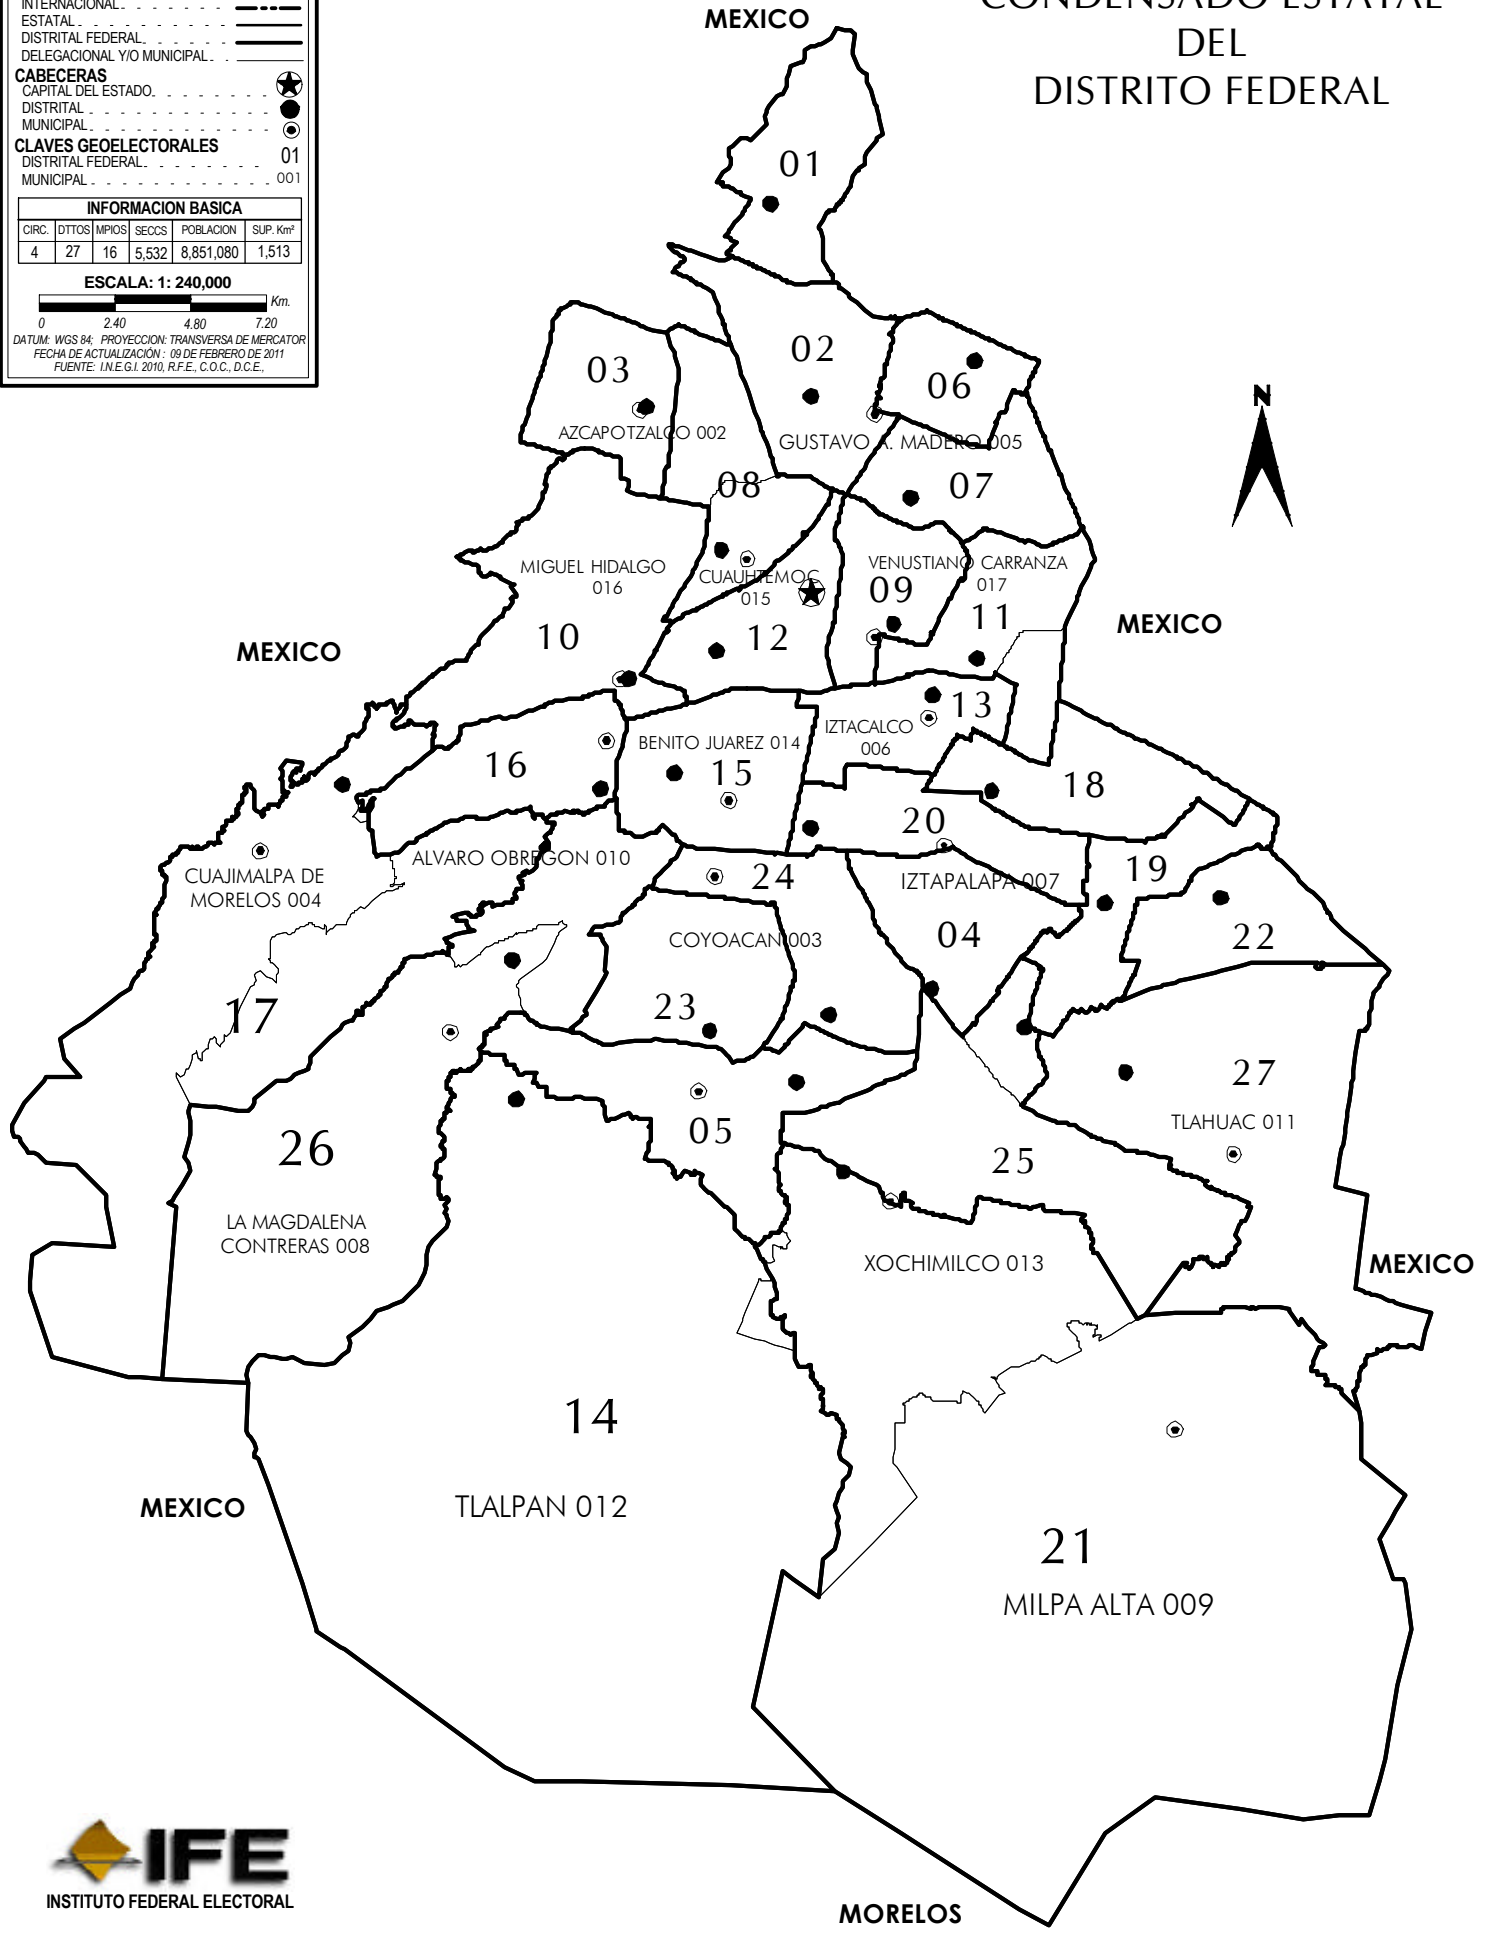 INTERNACIONAL
ESTATAL
DISTRITAL FEDERAL
DELEGACIONAL Y/O MUNICIPAL
CABECERAS
CAPITAL DEL ESTADO
DISTRITAL
MUNICIPAL
CLAVES GEOELECTORALES
DISTRITAL FEDERAL 01
MUNICIPAL 001
INFORMACION BASICA
CIRC. DTTOS MPIOS SECCS POBLACION SUP. Km²
4 27 16 5,532 8,851,080 1,513
ESCALA: 1: 240,000
Km.
0 2.40 4.80 7.20
DATUM: WGS 84; PROYECCION: TRANSVERSA DE MERCATOR
FECHA DE ACTUALIZACIÓN : 09 DE FEBRERO DE 2011
FUENTE: I.N.E.G.I. 2010, R.F.E., C.O.C., D.C.E.,
CONDENSADO ESTATAL
DEL
DISTRITO FEDERAL
MEXICO
01
02
03
06
N
AZCAPOTZALCO 002
GUSTAVO A. MADERO 005
08
07
MIGUEL HIDALGO
016
CUAUHTEMOC
015
VENUSTIANO CARRANZA
017
09
11
10
12
MEXICO
MEXICO
13
IZTACALCO
006
BENITO JUAREZ 014
15
16
18
20
ALVARO OBREGON 010
19
24
IZTAPALAPA 007
CUAJIMALPA DE
MORELOS 004
COYOACAN 003
04
22
17
23
27
TLAHUAC 011
05
26
25
LA MAGDALENA
CONTRERAS 008
XOCHIMILCO 013
MEXICO
14
TLALPAN 012
MEXICO
21
MILPA ALTA 009
IFE
INSTITUTO FEDERAL ELECTORAL
MORELOS